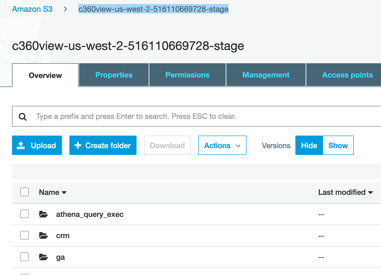 Amazon S3 > c360view-us-west-2-516110669728-stage
c360view-us-west-2-516110669728-stage
Overview Properties Permissions Management Access points
Type a prefix and press Enter to search. Press ESC to clear.
Upload + Create folder Download Actions Versions Hide Show
Name Last modified
athena_query_exec --
crm --
ga --